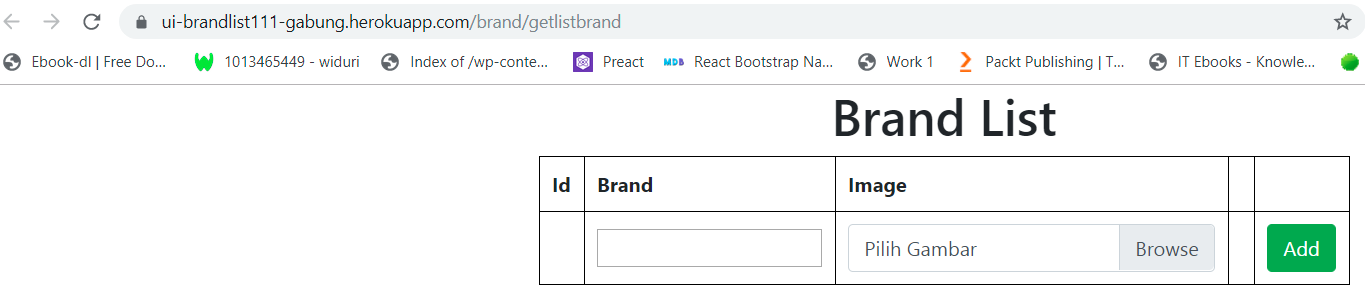 ui-brandlist111-gabung.herokuapp.com/brand/getlistbrand
Ebook-dl | Free Do... 1013465449 - widuri Index of /wp-conte... Preact MDB React Bootstrap Na... Work 1 Packt Publishing | T... IT Ebooks - Knowle...
Brand List
Id Brand Image
Pilih Gambar Browse Add